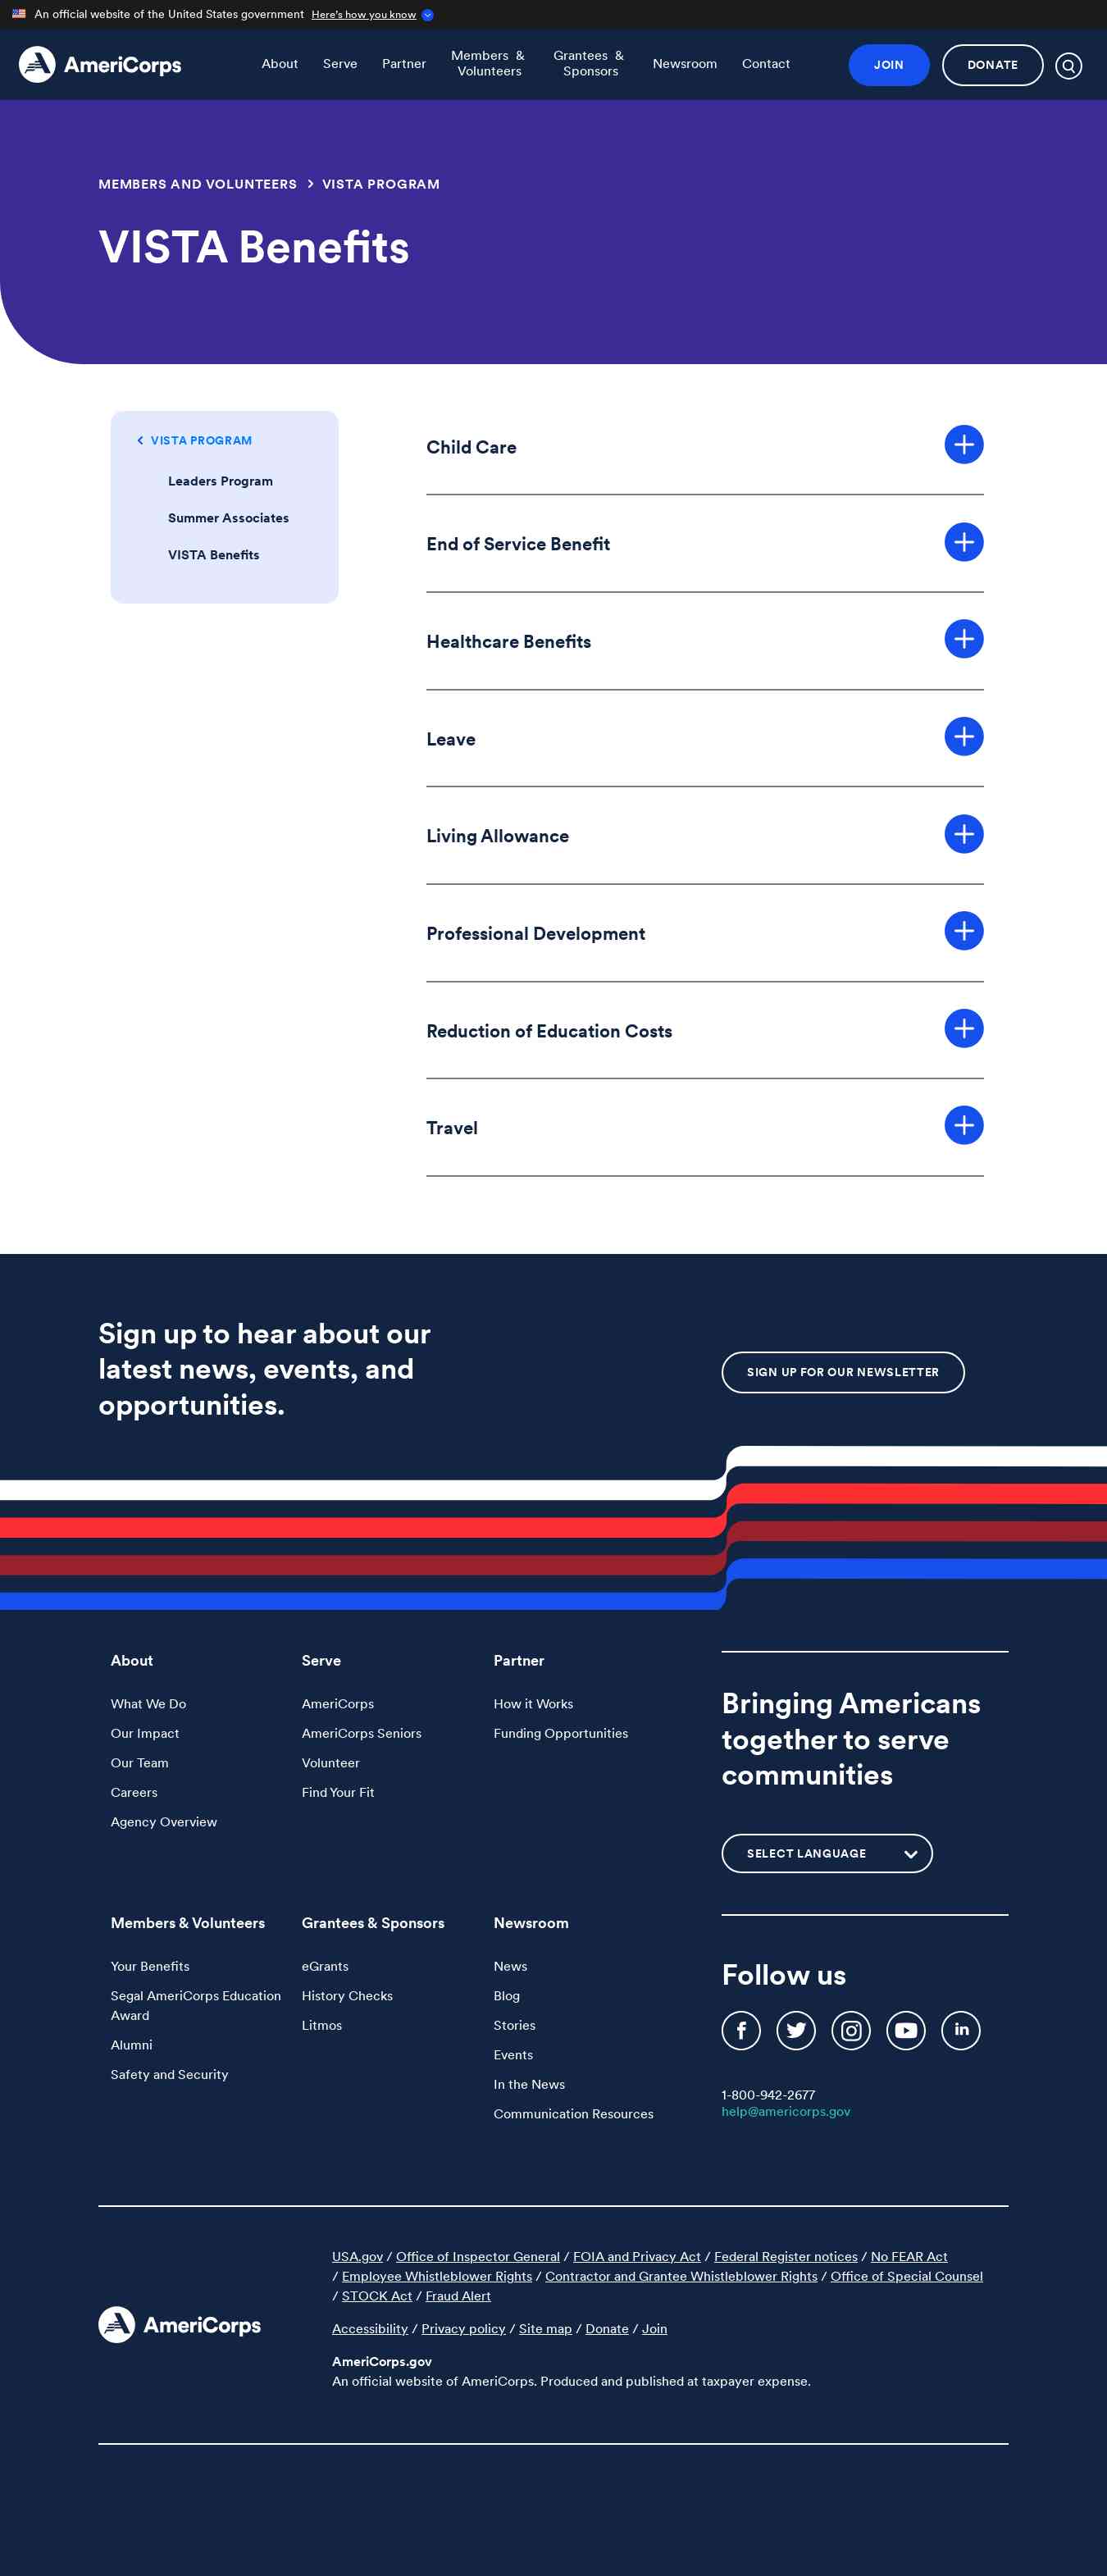 An official website of the United States government Here's how you know
AmeriCorps
About
Serve
Partner
Members &
Volunteers
Grantees &
Sponsors
Newsroom
Contact
JOIN
DONATE
MEMBERS AND VOLUNTEERS > VISTA PROGRAM
VISTA Benefits
VISTA PROGRAM
Leaders Program
Summer Associates
VISTA Benefits
Child Care
End of Service Benefit
Healthcare Benefits
Leave
Living Allowance
Professional Development
Reduction of Education Costs
Travel
Sign up to hear about our
latest news, events, and
opportunities.
SIGN UP FOR OUR NEWSLETTER
About
What We Do
Our Impact
Our Team
Careers
Agency Overview
Serve
AmeriCorps
AmeriCorps Seniors
Volunteer
Find Your Fit
Partner
How it Works
Funding Opportunities
Bringing Americans
together to serve
communities
SELECT LANGUAGE
Members & Volunteers
Your Benefits
Segal AmeriCorps Education
Award
Alumni
Safety and Security
Grantees & Sponsors
eGrants
History Checks
Litmos
Newsroom
News
Blog
Stories
Events
In the News
Communication Resources
Follow us
1-800-942-2677
help@americorps.gov
AmeriCorps
USA.gov / Office of Inspector General / FOIA and Privacy Act / Federal Register notices / No FEAR Act
/ Employee Whistleblower Rights / Contractor and Grantee Whistleblower Rights / Office of Special Counsel
/ STOCK Act / Fraud Alert
Accessibility / Privacy policy / Site map / Donate / Join
AmeriCorps.gov
An official website of AmeriCorps. Produced and published at taxpayer expense.